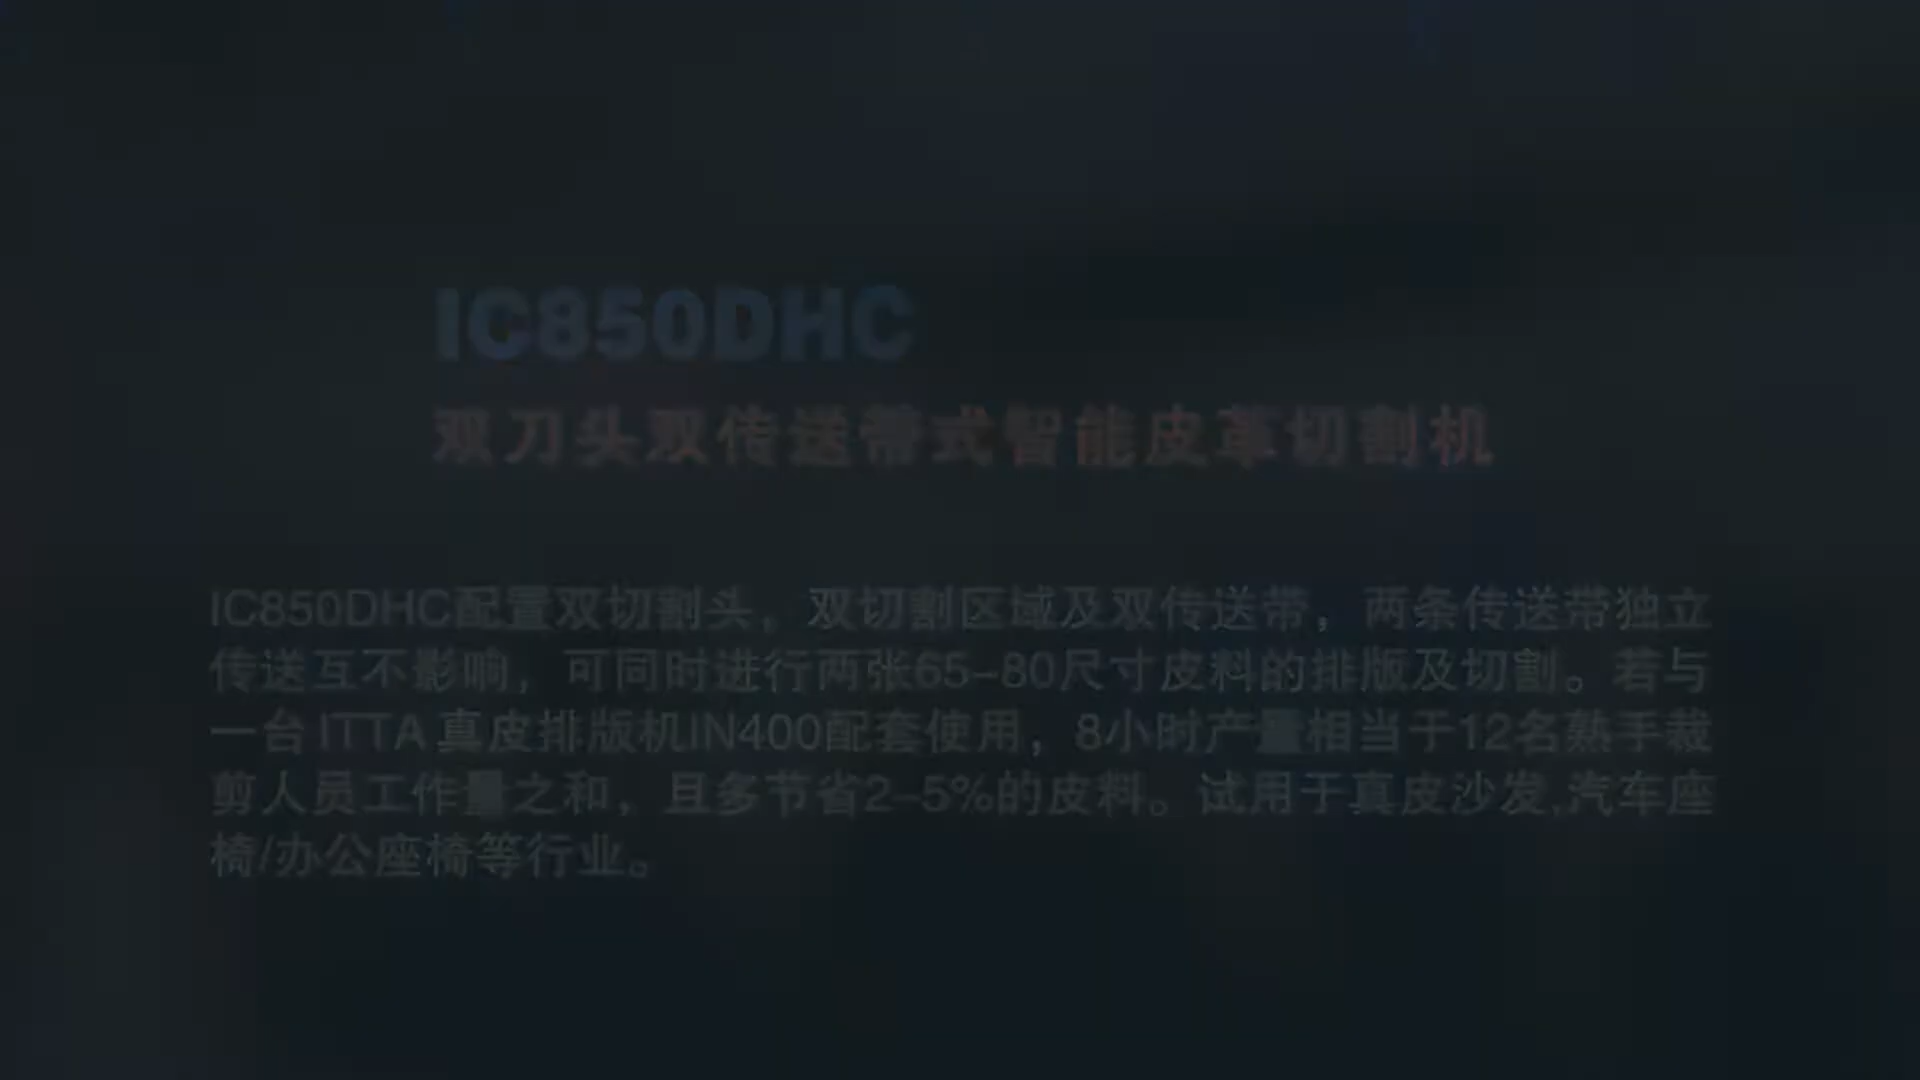 IC850DHC
双刀头双传送带式智能皮革切割机
IC850DHC配置双切割头，双切割区域及双传送带，两条传送带独立
传送互不影响，可同时进行两张65-80尺寸皮料的排版及切割。若与
一台ITTA真皮排版机IN400配套使用，8小时产量相当于12名熟手裁
剪人员工作量之和，且多节省2-5%的皮料。试用于真皮沙发,汽车座
椅/办公座椅等行业。